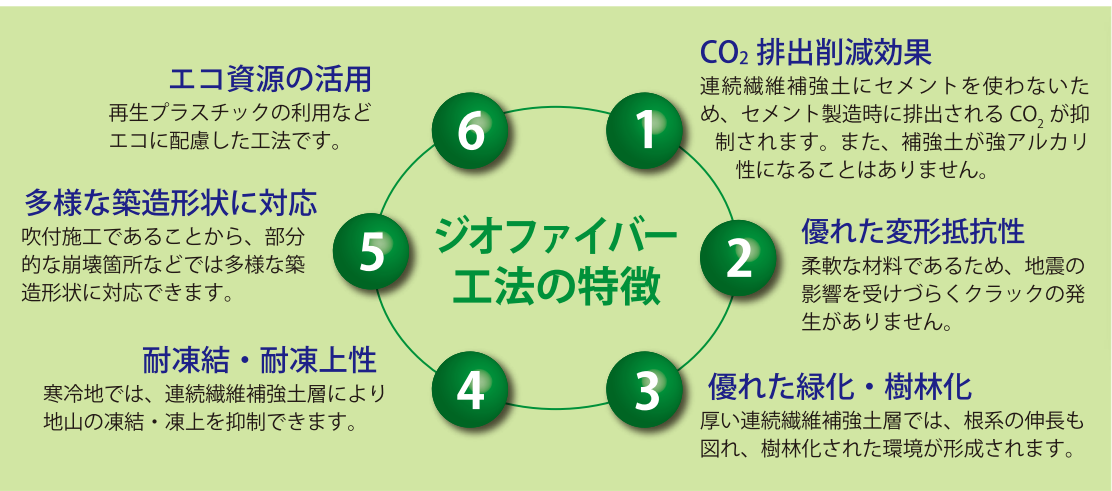 ジオファイバー
工法の特徴
1
CO2 排出削減効果
連続繊維補強土にセメントを使わないた
め、セメント製造時に排出される CO2 が抑
制されます。また、補強土が強アルカリ
性になることはありません。
2
優れた変形抵抗性
柔軟な材料であるため、地震の
影響を受けづらくクラックの発
生がありません。
3
優れた緑化・樹林化
厚い連続繊維補強土層では、根系の伸長も
図れ、樹林化された環境が形成されます。
4
耐凍結・耐凍上性
寒冷地では、連続繊維補強土層により
地山の凍結・凍上を抑制できます。
5
多様な築造形状に対応
吹付施工であることから、部分
的な崩壊箇所などでは多様な築
造形状に対応できます。
6
エコ資源の活用
再生プラスチックの利用など
エコに配慮した工法です。